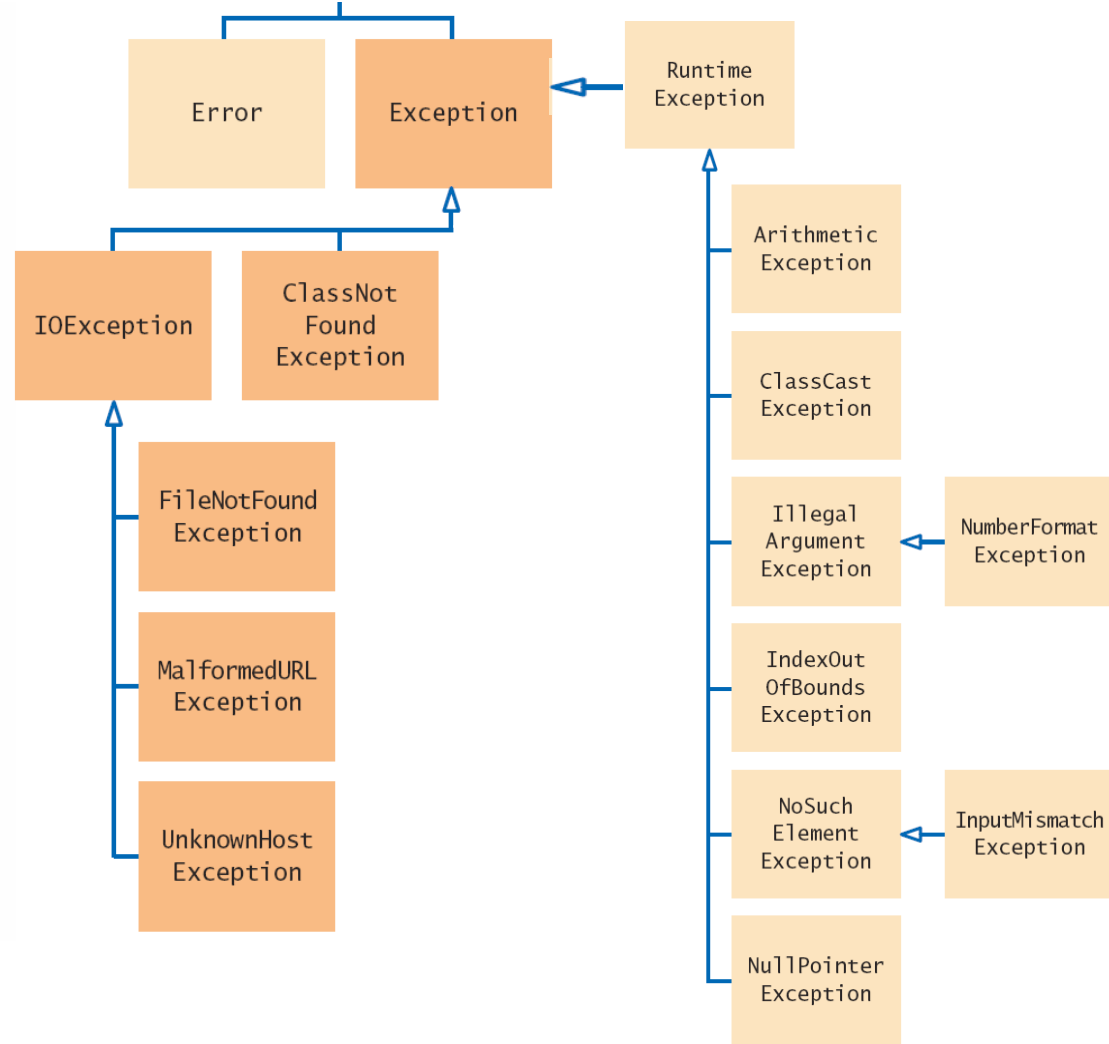 Error
Exception
Runtime
Exception
Arithmetic
Exception
IOException
ClassNot
Found
Exception
ClassCast
Exception
FileNotFound
Exception
Illegal
Argument
Exception
NumberFormat
Exception
MalformedURL
Exception
IndexOut
OfBounds
Exception
UnknownHost
Exception
NoSuch
Element
Exception
InputMismatch
Exception
NullPointer
Exception